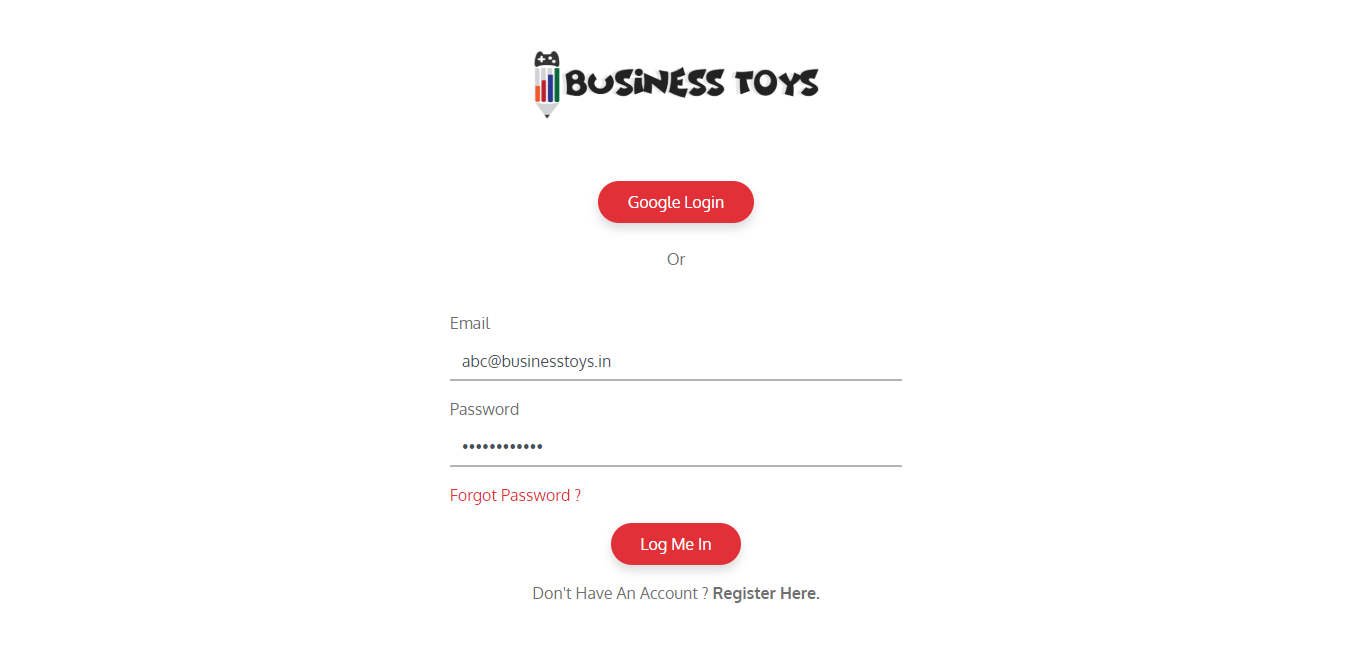 BUSiNESS TOYS
Google Login
Or
Email
abc@businesstoys.in
Password
••••••••••••
Forgot Password ?
Log Me In
Don't Have An Account ? Register Here.